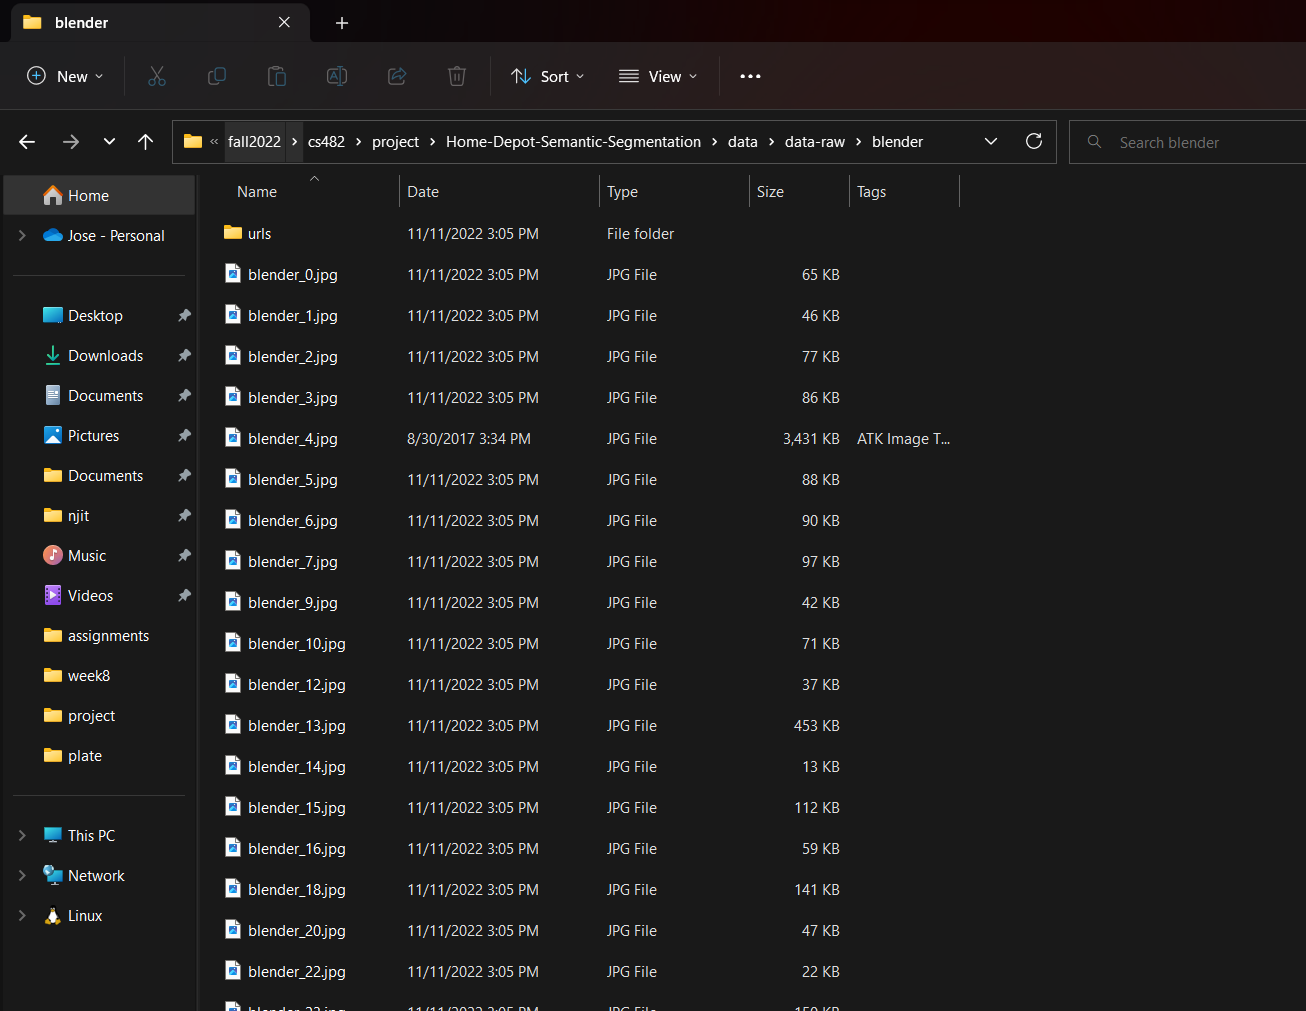 blender
New
Sort
View
« fall2022 › cs482 › project › Home-Depot-Semantic-Segmentation › data › data-raw › blender
Search blender
Home
Jose - Personal
Desktop
Downloads
Documents
Pictures
Documents
njit
Music
Videos
assignments
week8
project
plate
This PC
Network
Linux
Name Date Type Size Tags
urls 11/11/2022 3:05 PM File folder
blender_0.jpg 11/11/2022 3:05 PM JPG File 65 KB
blender_1.jpg 11/11/2022 3:05 PM JPG File 46 KB
blender_2.jpg 11/11/2022 3:05 PM JPG File 77 KB
blender_3.jpg 11/11/2022 3:05 PM JPG File 86 KB
blender_4.jpg 8/30/2017 3:34 PM JPG File 3,431 KB ATK Image T...
blender_5.jpg 11/11/2022 3:05 PM JPG File 88 KB
blender_6.jpg 11/11/2022 3:05 PM JPG File 90 KB
blender_7.jpg 11/11/2022 3:05 PM JPG File 97 KB
blender_9.jpg 11/11/2022 3:05 PM JPG File 42 KB
blender_10.jpg 11/11/2022 3:05 PM JPG File 71 KB
blender_12.jpg 11/11/2022 3:05 PM JPG File 37 KB
blender_13.jpg 11/11/2022 3:05 PM JPG File 453 KB
blender_14.jpg 11/11/2022 3:05 PM JPG File 13 KB
blender_15.jpg 11/11/2022 3:05 PM JPG File 112 KB
blender_16.jpg 11/11/2022 3:05 PM JPG File 59 KB
blender_18.jpg 11/11/2022 3:05 PM JPG File 141 KB
blender_20.jpg 11/11/2022 3:05 PM JPG File 47 KB
blender_22.jpg 11/11/2022 3:05 PM JPG File 22 KB